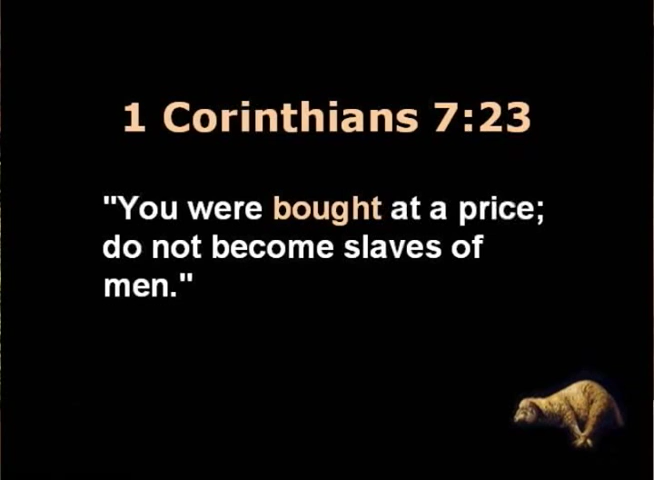 1 Corinthians 7:23
"You were bought at a price;
do not become slaves of
men."